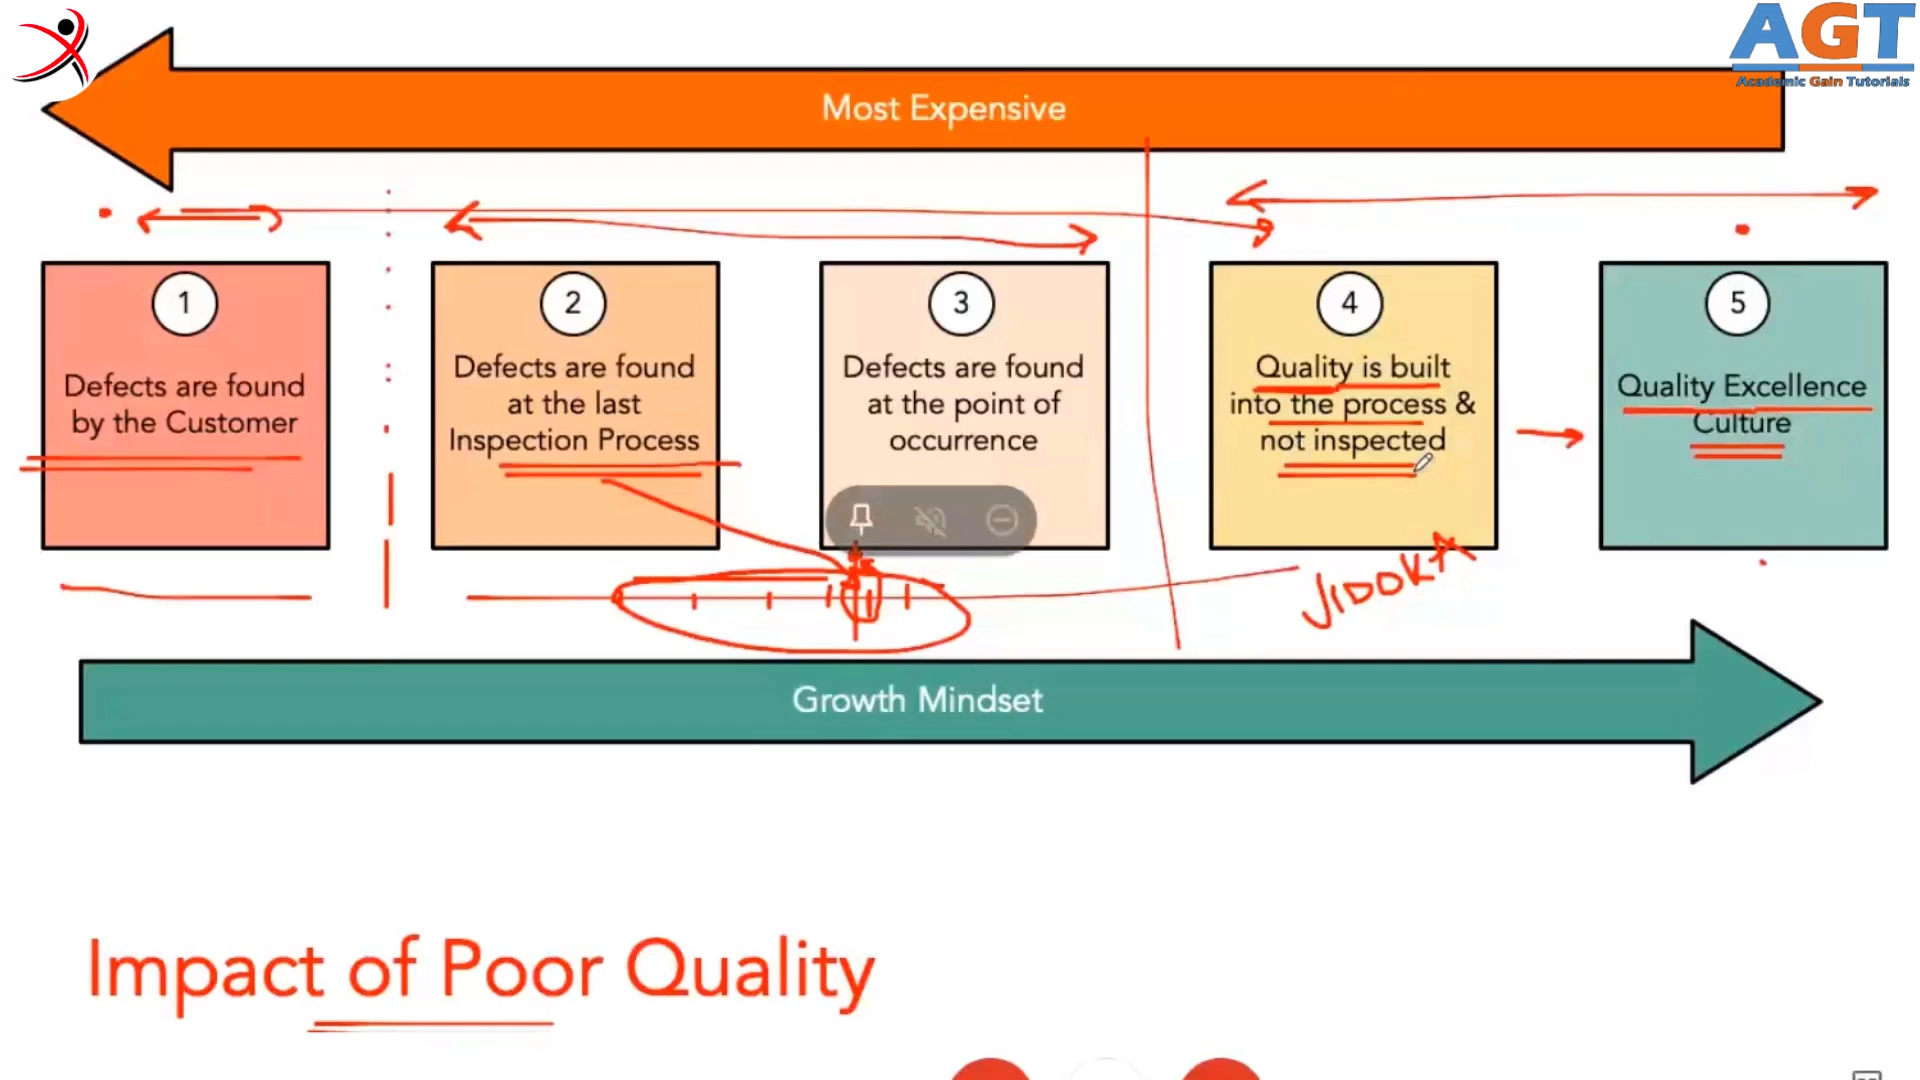 AGT
Academic Gain Tutorials
Most Expensive
1
Defects are found
by the Customer
2
Defects are found
at the last
Inspection Process
3
Defects are found
at the point of
occurrence
4
Quality is built
into the process &
not inspected
5
Quality Excellence
Culture
JIDOKA
Growth Mindset
Impact of Poor Quality